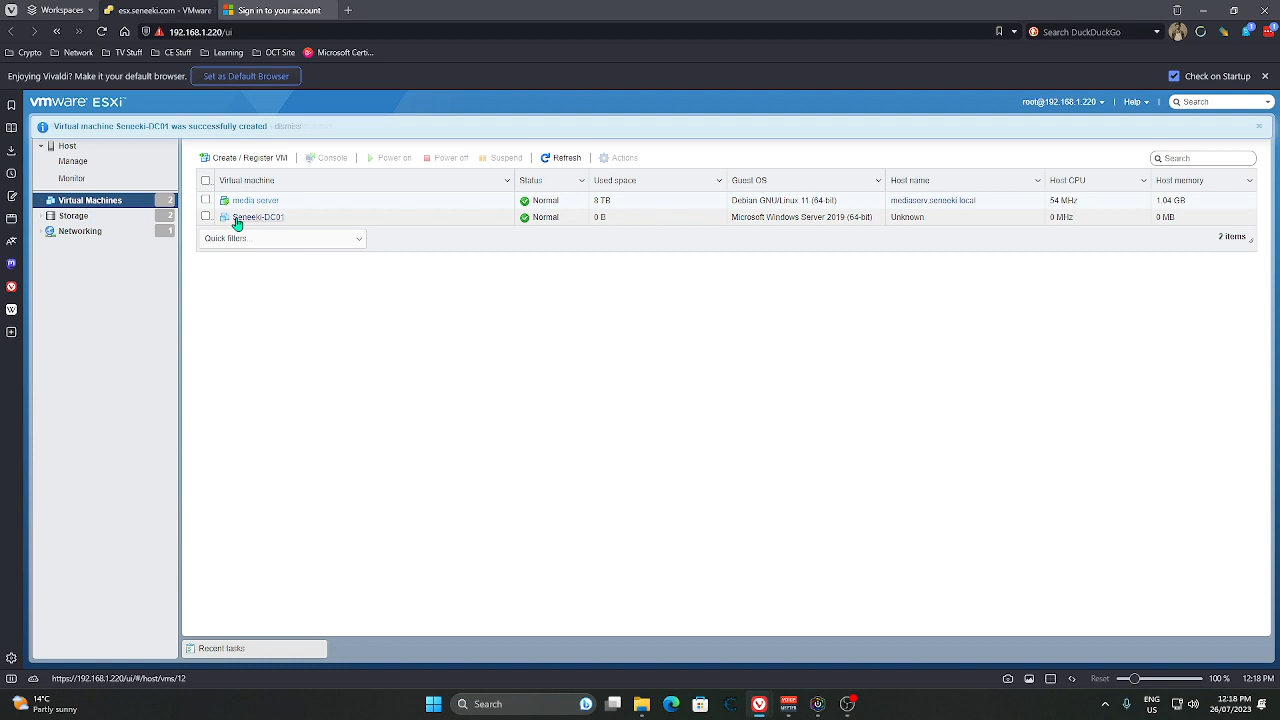 Workspaces
esx.seneeki.com - VMware
Sign in to your account
192.168.1.220/ui
Search DuckDuckGo
Crypto
Network
TV Stuff
CE Stuff
Learning
OCT Site
Microsoft Certi...
Enjoying Vivaldi? Make it your default browser.
Set as Default Browser
Check on Startup
vmware ESXi
root@192.168.1.220
Help
Search
Virtual machine Seneeki-DC01 was successfully created - dismiss
Host
Manage
Monitor
Virtual Machines 2
Storage 2
Networking 1
Create / Register VM
Console
Power on
Power off
Suspend
Refresh
Actions
Search
Virtual machine Status Used space Guest OS Host name Host CPU Host memory
media server Normal 8 TB Debian GNU/Linux 11 (64-bit) mediaserv.seneeki.local 54 MHz 1.04 GB
Seneeki-DC01 Normal 0 B Microsoft Windows Server 2019 (64-bit) Unknown 0 MHz 0 MB
Quick filters...
2 items
Recent tasks
https://192.168.1.220/ui/#/host/vms/12
Reset
100 %
12:18 PM
14°C
Partly sunny
Search
ENG
US
12:18 PM
26/07/2023